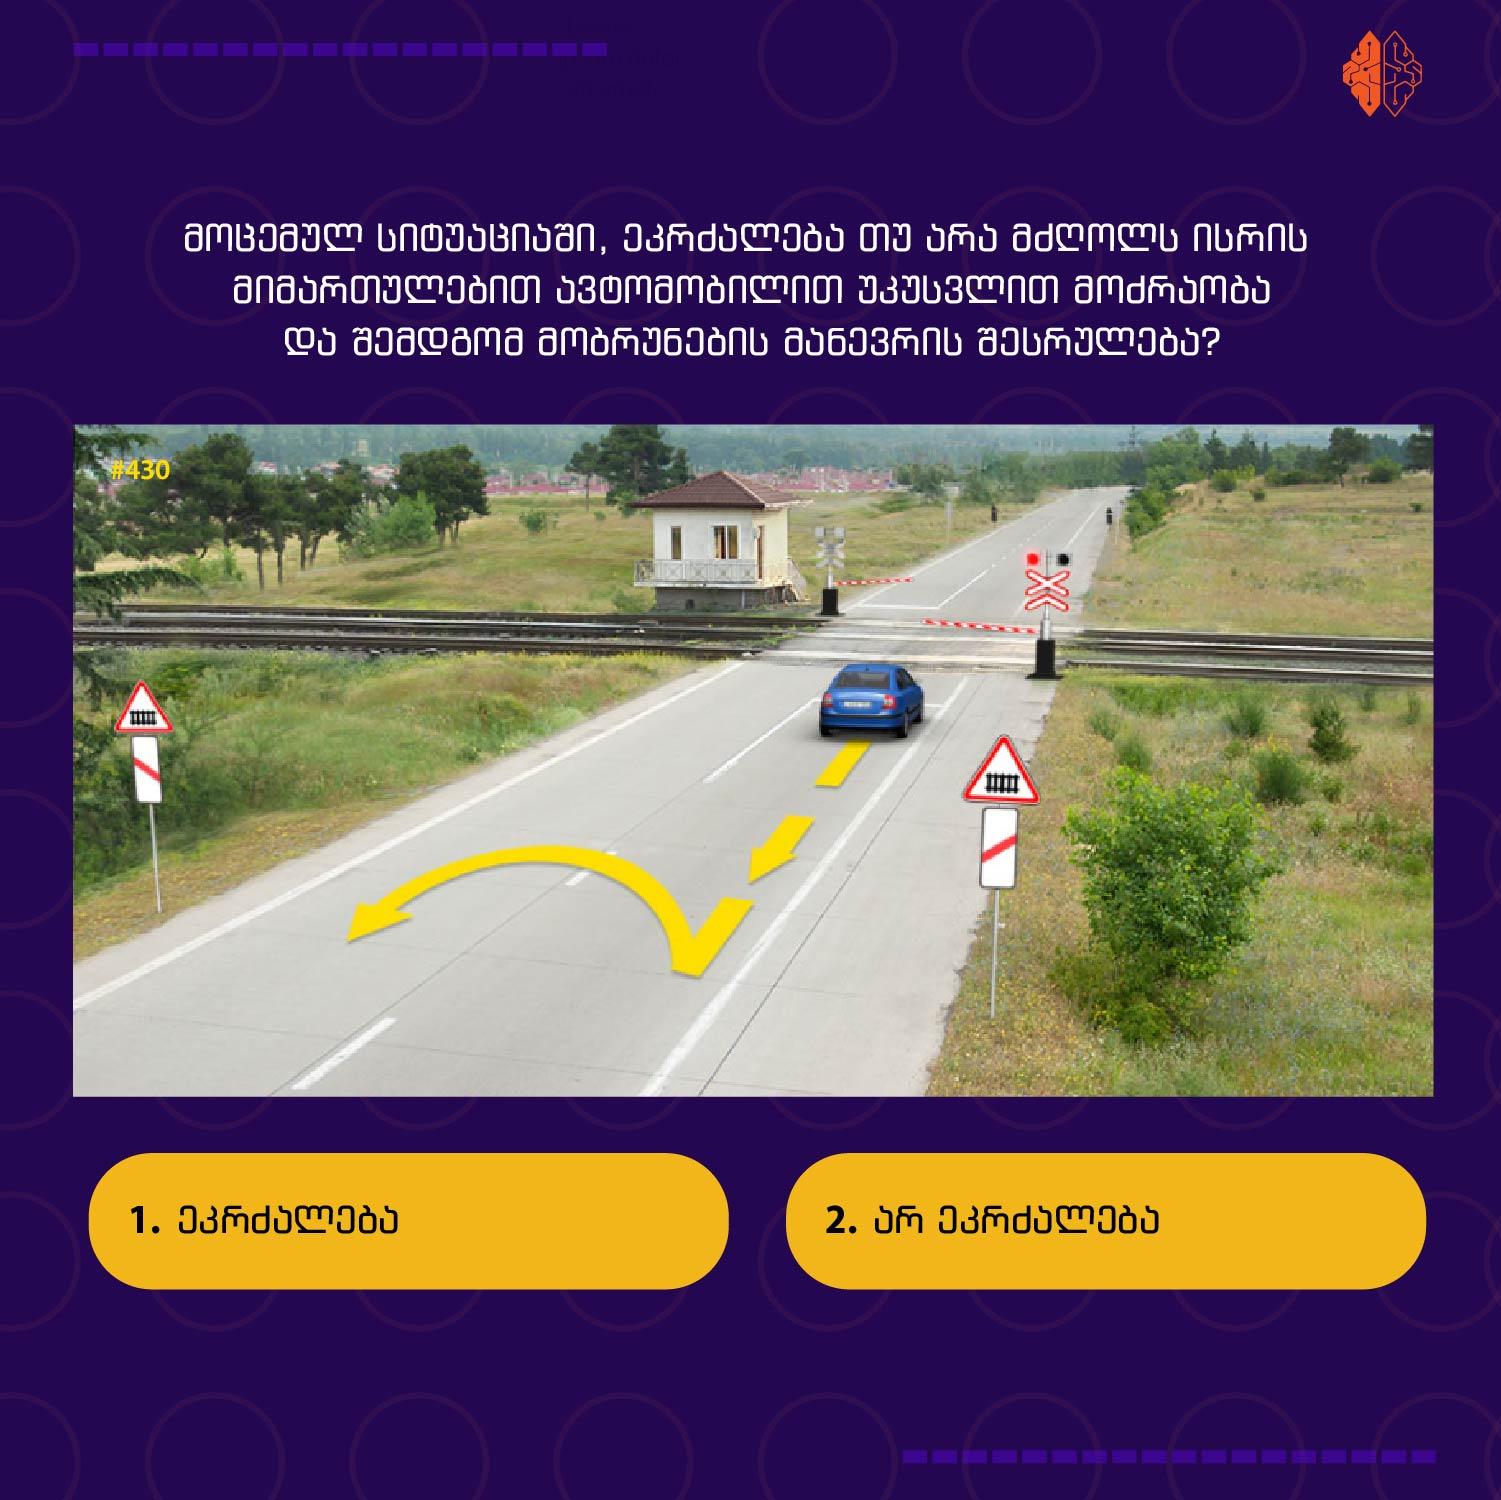 მოცემულ სიტუაციაში, ეკრძალება თუ არა მძღოლს ისრის
მიმართულებით ავტომობილით უკუსვლით მოძრაობა
და შემდგომ მობრუნების მანევრის შესრულება?
#430
1. ეკრძალება
2. არ ეკრძალება